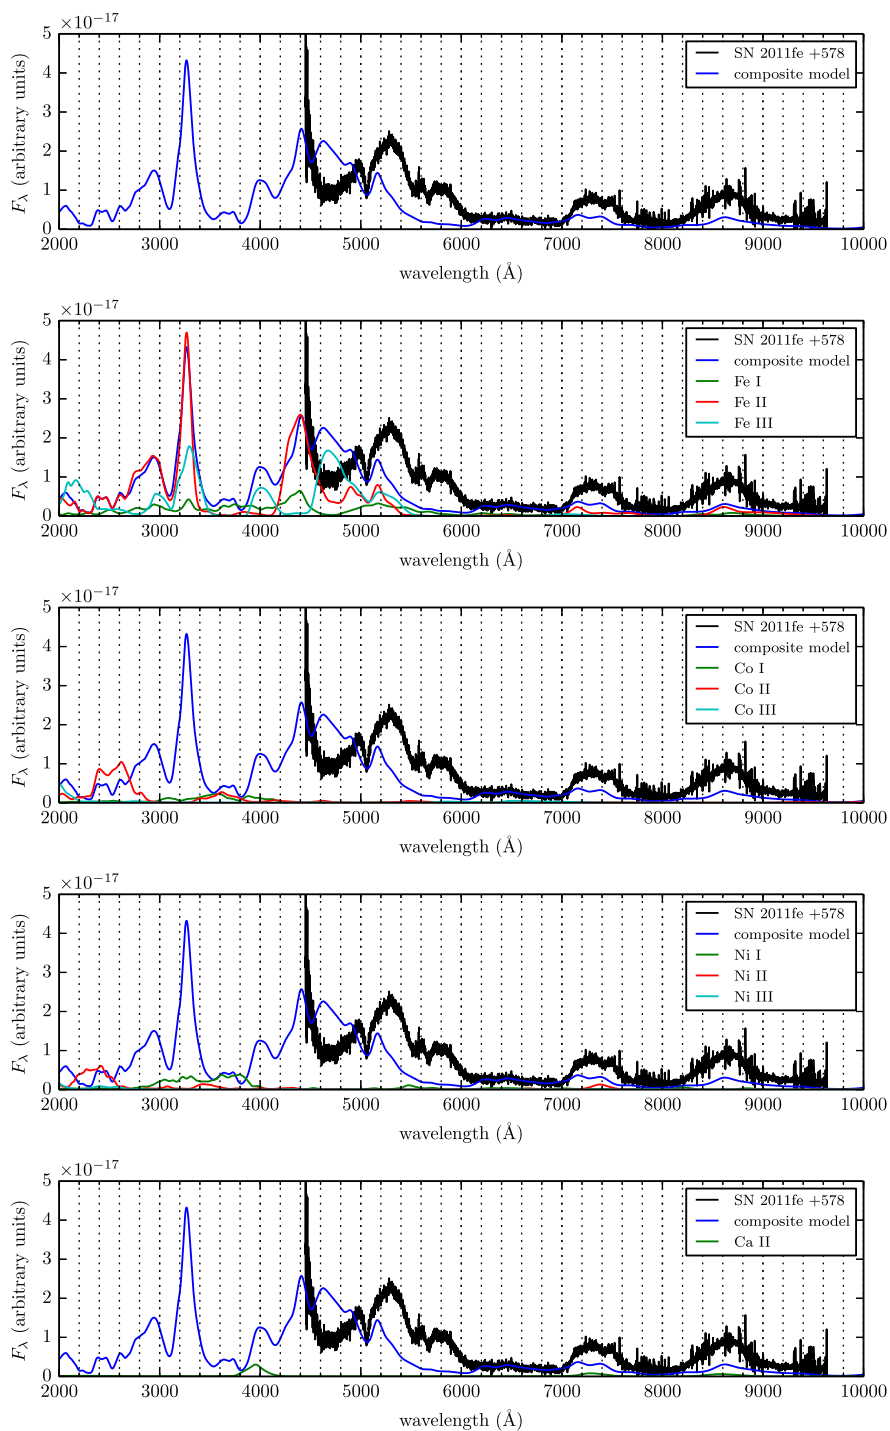 ×10⁻¹⁷
5
4
3
2
1
0
F_λ (arbitrary units)
SN 2011fe +578
composite model
2000 3000 4000 5000 6000 7000 8000 9000 10000
wavelength (Å)
×10⁻¹⁷
5
4
3
2
1
0
F_λ (arbitrary units)
SN 2011fe +578
composite model
Fe I
Fe II
Fe III
2000 3000 4000 5000 6000 7000 8000 9000 10000
wavelength (Å)
×10⁻¹⁷
5
4
3
2
1
0
F_λ (arbitrary units)
SN 2011fe +578
composite model
Co I
Co II
Co III
2000 3000 4000 5000 6000 7000 8000 9000 10000
wavelength (Å)
×10⁻¹⁷
5
4
3
2
1
0
F_λ (arbitrary units)
SN 2011fe +578
composite model
Ni I
Ni II
Ni III
2000 3000 4000 5000 6000 7000 8000 9000 10000
wavelength (Å)
×10⁻¹⁷
5
4
3
2
1
0
F_λ (arbitrary units)
SN 2011fe +578
composite model
Ca II
2000 3000 4000 5000 6000 7000 8000 9000 10000
wavelength (Å)